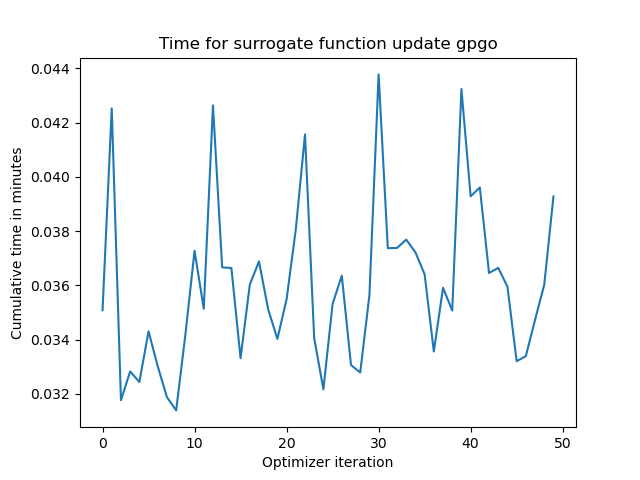 Time for surrogate function update gpgo
0.044
0.042
0.040
0.038
0.036
0.034
0.032
Cumulative time in minutes
0 10 20 30 40 50
Optimizer iteration